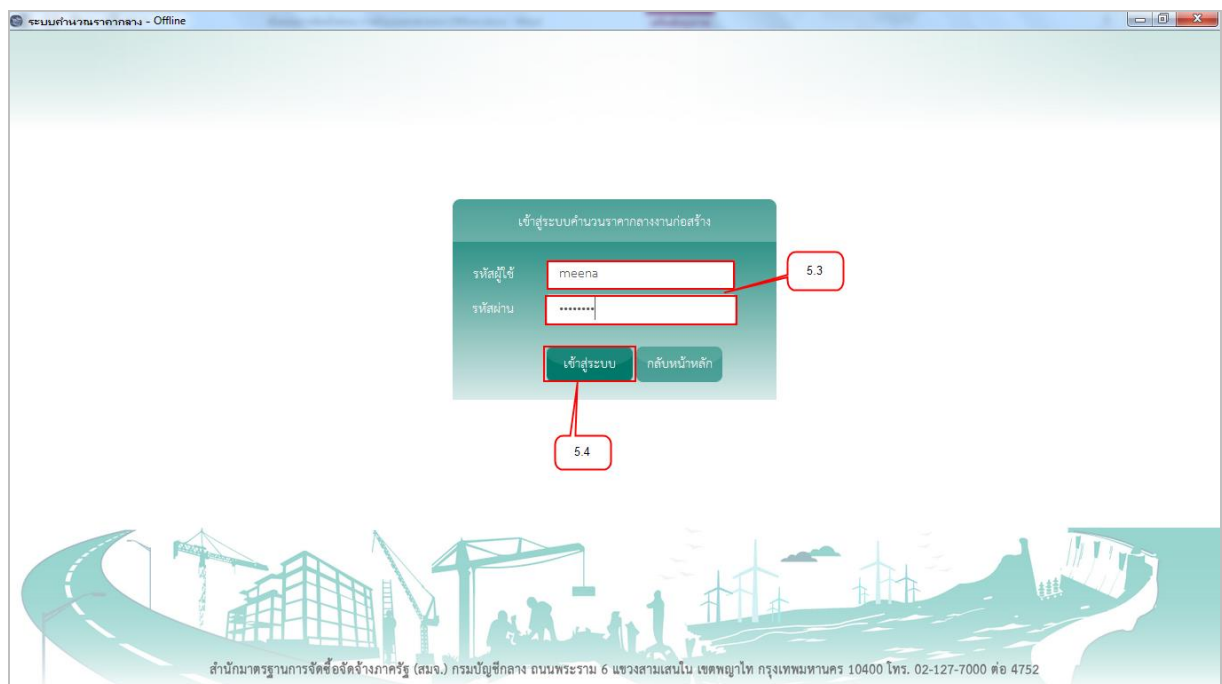 ระบบคำนวณราคากลาง - Offline
เข้าสู่ระบบคำนวนราคากลางงานก่อสร้าง
รหัสผู้ใช้ meena
5.3
รหัสผ่าน ••••••••
เข้าสู่ระบบ กลับหน้าหลัก
5.4
สำนักมาตรฐานการจัดซื้อจัดจ้างภาครัฐ (สมจ.) กรมบัญชีกลาง ถนนพระราม 6 แขวงสามเสนใน เขตพญาไท กรุงเทพมหานคร 10400 โทร. 02-127-7000 ต่อ 4752